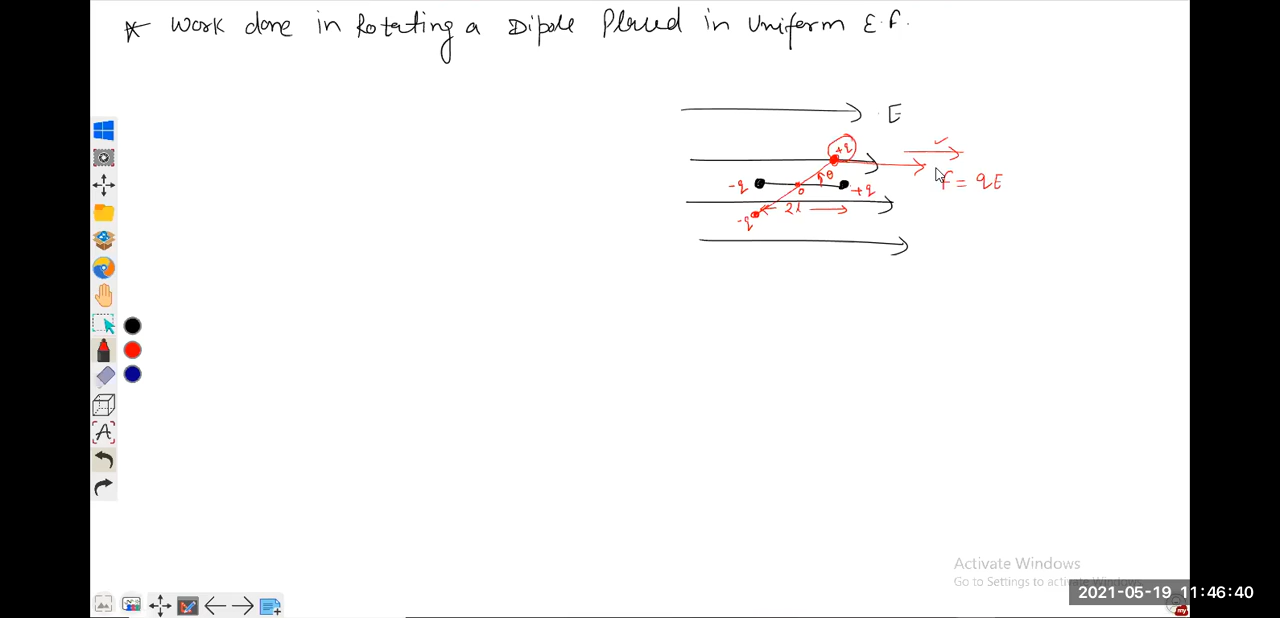 * Work done in Rotating a Dipole Placed in Uniform E.F.
E
+q
θ
F = qE
-q
o
+q
2l
-q
A
Activate Windows
Go to Settings to activate Windows.
2021-05-19 11:46:40
my